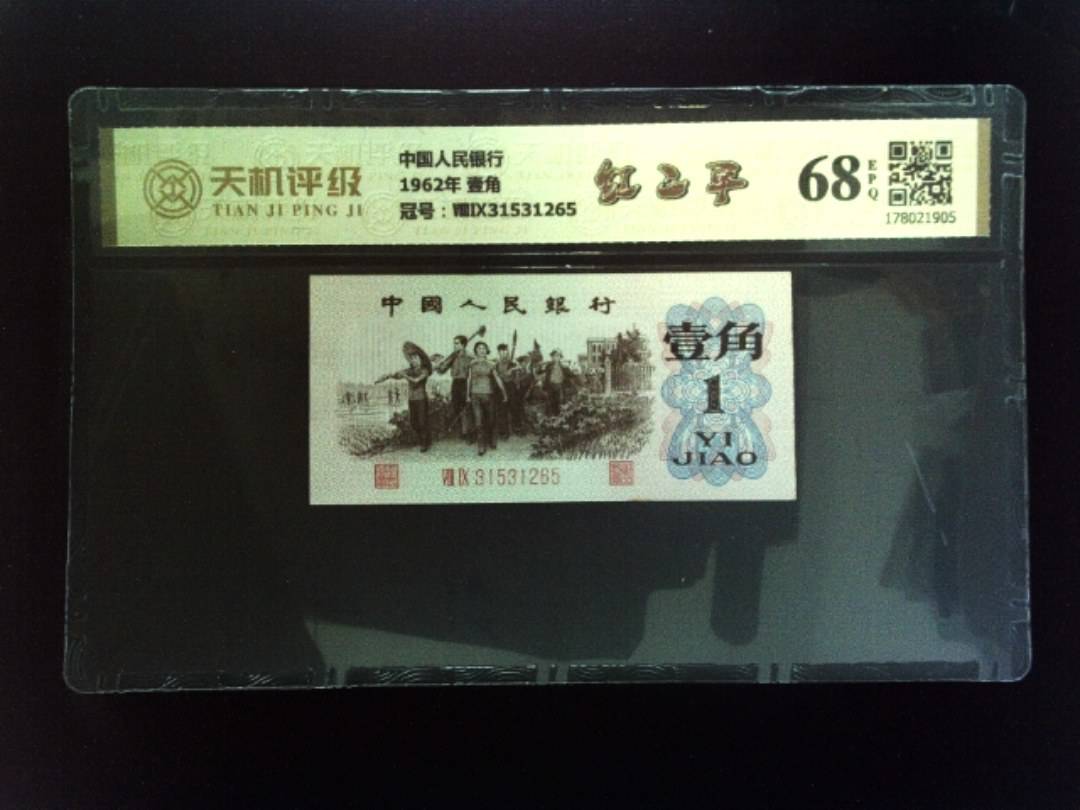 天机评级
TIAN JI PING JI
中国人民银行
1962年 壹角
冠号：ⅧⅨ31531265
红二平
68
EPQ
178021905
中國人民銀行
壹角
1
YI
JIAO
ⅧⅨ31531265